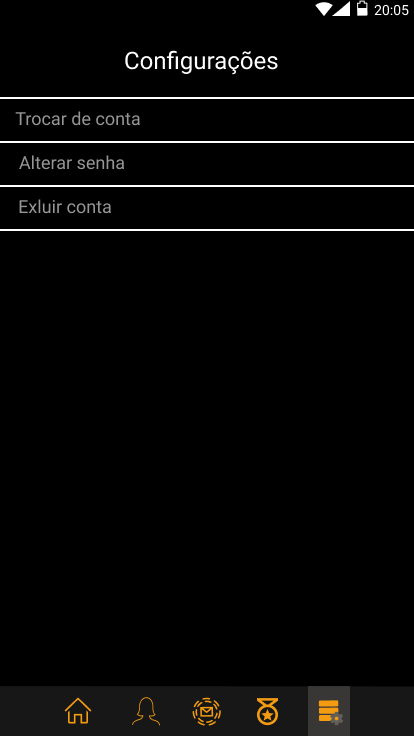 20:05
Configurações
Trocar de conta
Alterar senha
Exluir conta